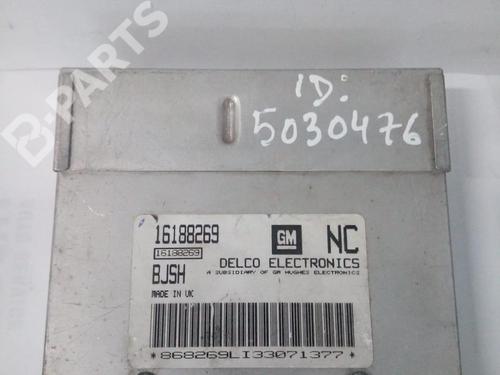 B-PARTS
ID:
5030476
16188269
GM
NC
16188269
DELCO ELECTRONICS
BJSH
A SUBSIDIARY OF GM HUGHES ELECTRONICS
MADE IN UK
*868269LI33071377*